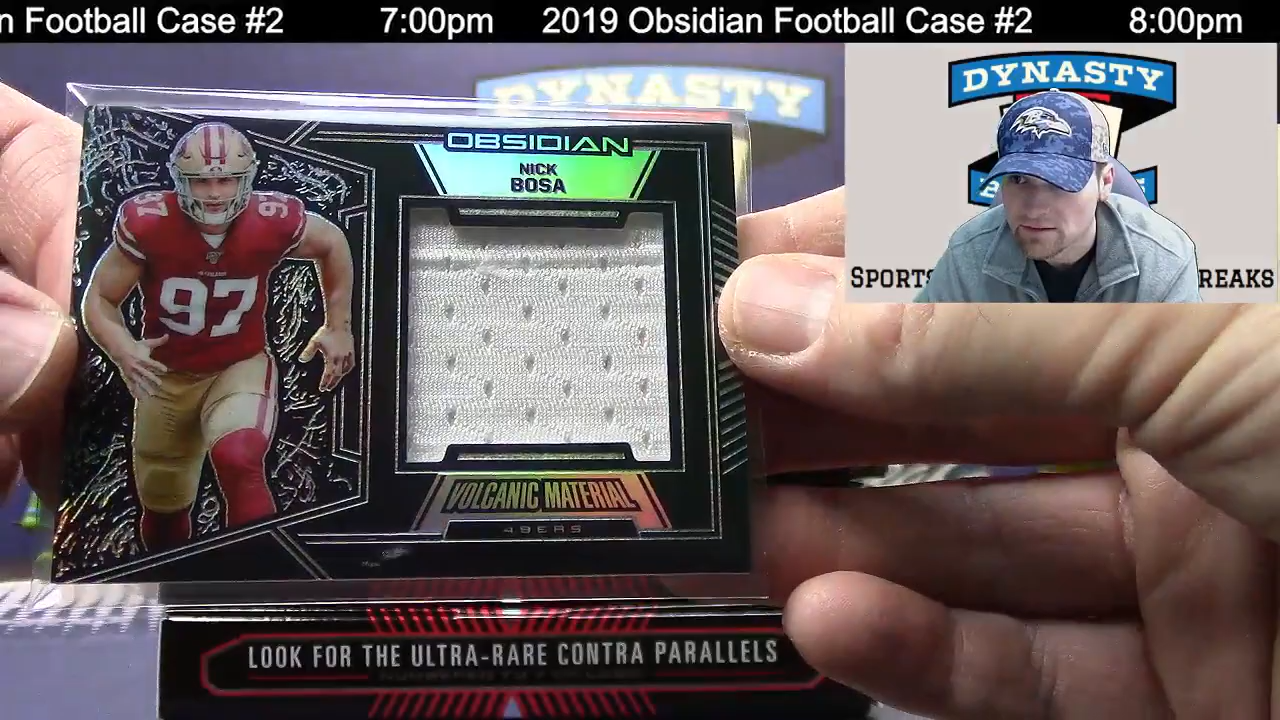 n Football Case #2 7:00pm 2019 Obsidian Football Case #2 8:00pm
DYNASTY
DYNASTY
SPORTS REAKS
OBSIDIAN
NICK
BOSA
97
97
97
VOLCANIC MATERIAL
49ERS
LOOK FOR THE ULTRA-RARE CONTRA PARALLELS